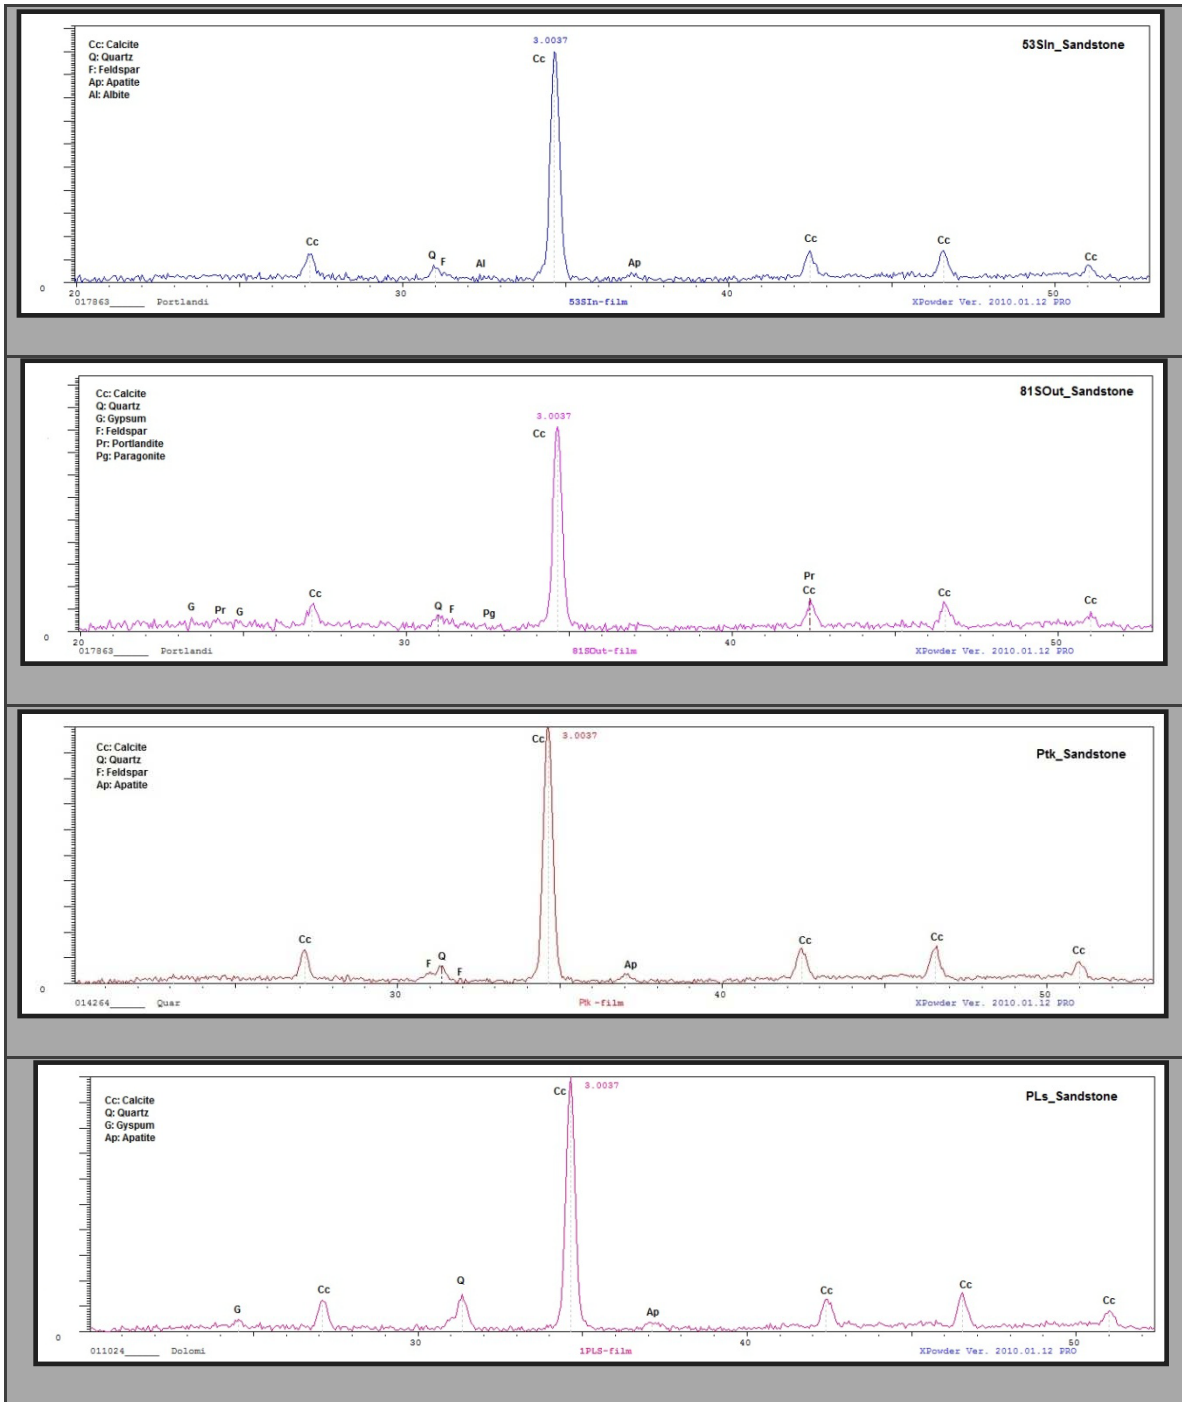 Cc: Calcite
Q: Quartz
F: Feldspar
Ap: Apatite
Al: Albite
3.0037
53SIn_Sandstone
Cc
Cc
Q
F
Al
Ap
Cc
Cc
Cc
0
20 30 40 50
017863______ Portlandi 53SIn-film XPowder Ver. 2010.01.12 PRO
Cc: Calcite
Q: Quartz
G: Gypsum
F: Feldspar
Pr: Portlandite
Pg: Paragonite
3.0037
81SOut_Sandstone
Cc
G
Pr
G
Cc
Q
F
Pg
Pr
Cc
Cc
Cc
0
20 30 40 50
017863______ Portlandi 81SOut-film XPowder Ver. 2010.01.12 PRO
Cc: Calcite
Q: Quartz
F: Feldspar
Ap: Apatite
Cc
3.0037
Ptk_Sandstone
Cc
F
Q
F
Ap
Cc
Cc
Cc
0
30 40 50
014264______ Quar Ptk-film XPowder Ver. 2010.01.12 PRO
Cc: Calcite
Q: Quartz
G: Gyspum
Ap: Apatite
Cc
3.0037
PLs_Sandstone
G
Cc
Q
Ap
Cc
Cc
Cc
0
30 40 50
011024______ Dolomi 1PLS-film XPowder Ver. 2010.01.12 PRO